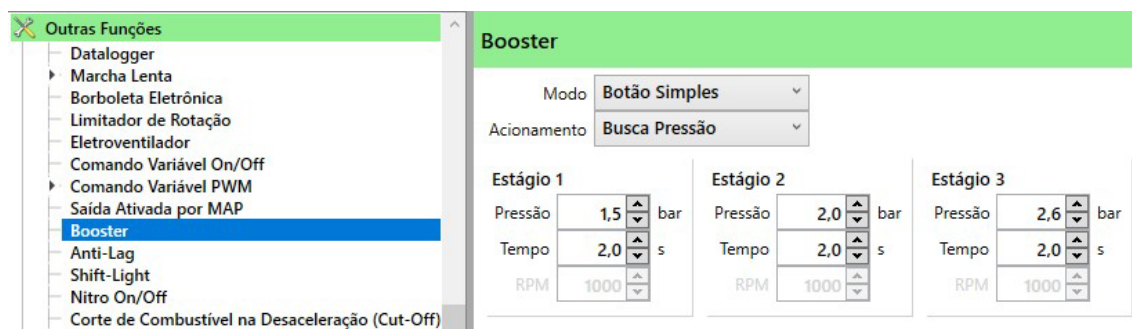 Outras Funções
Datalogger
Marcha Lenta
Borboleta Eletrônica
Limitador de Rotação
Eletroventilador
Comando Variável On/Off
Comando Variável PWM
Saída Ativada por MAP
Booster
Anti-Lag
Shift-Light
Nitro On/Off
Corte de Combustível na Desaceleração (Cut-Off)
Booster
Modo Botão Simples
Acionamento Busca Pressão
Estágio 1 Estágio 2 Estágio 3
Pressão 1,5 bar Pressão 2,0 bar Pressão 2,6 bar
Tempo 2,0 s Tempo 2,0 s Tempo 2,0 s
RPM 1000 RPM 1000 RPM 1000